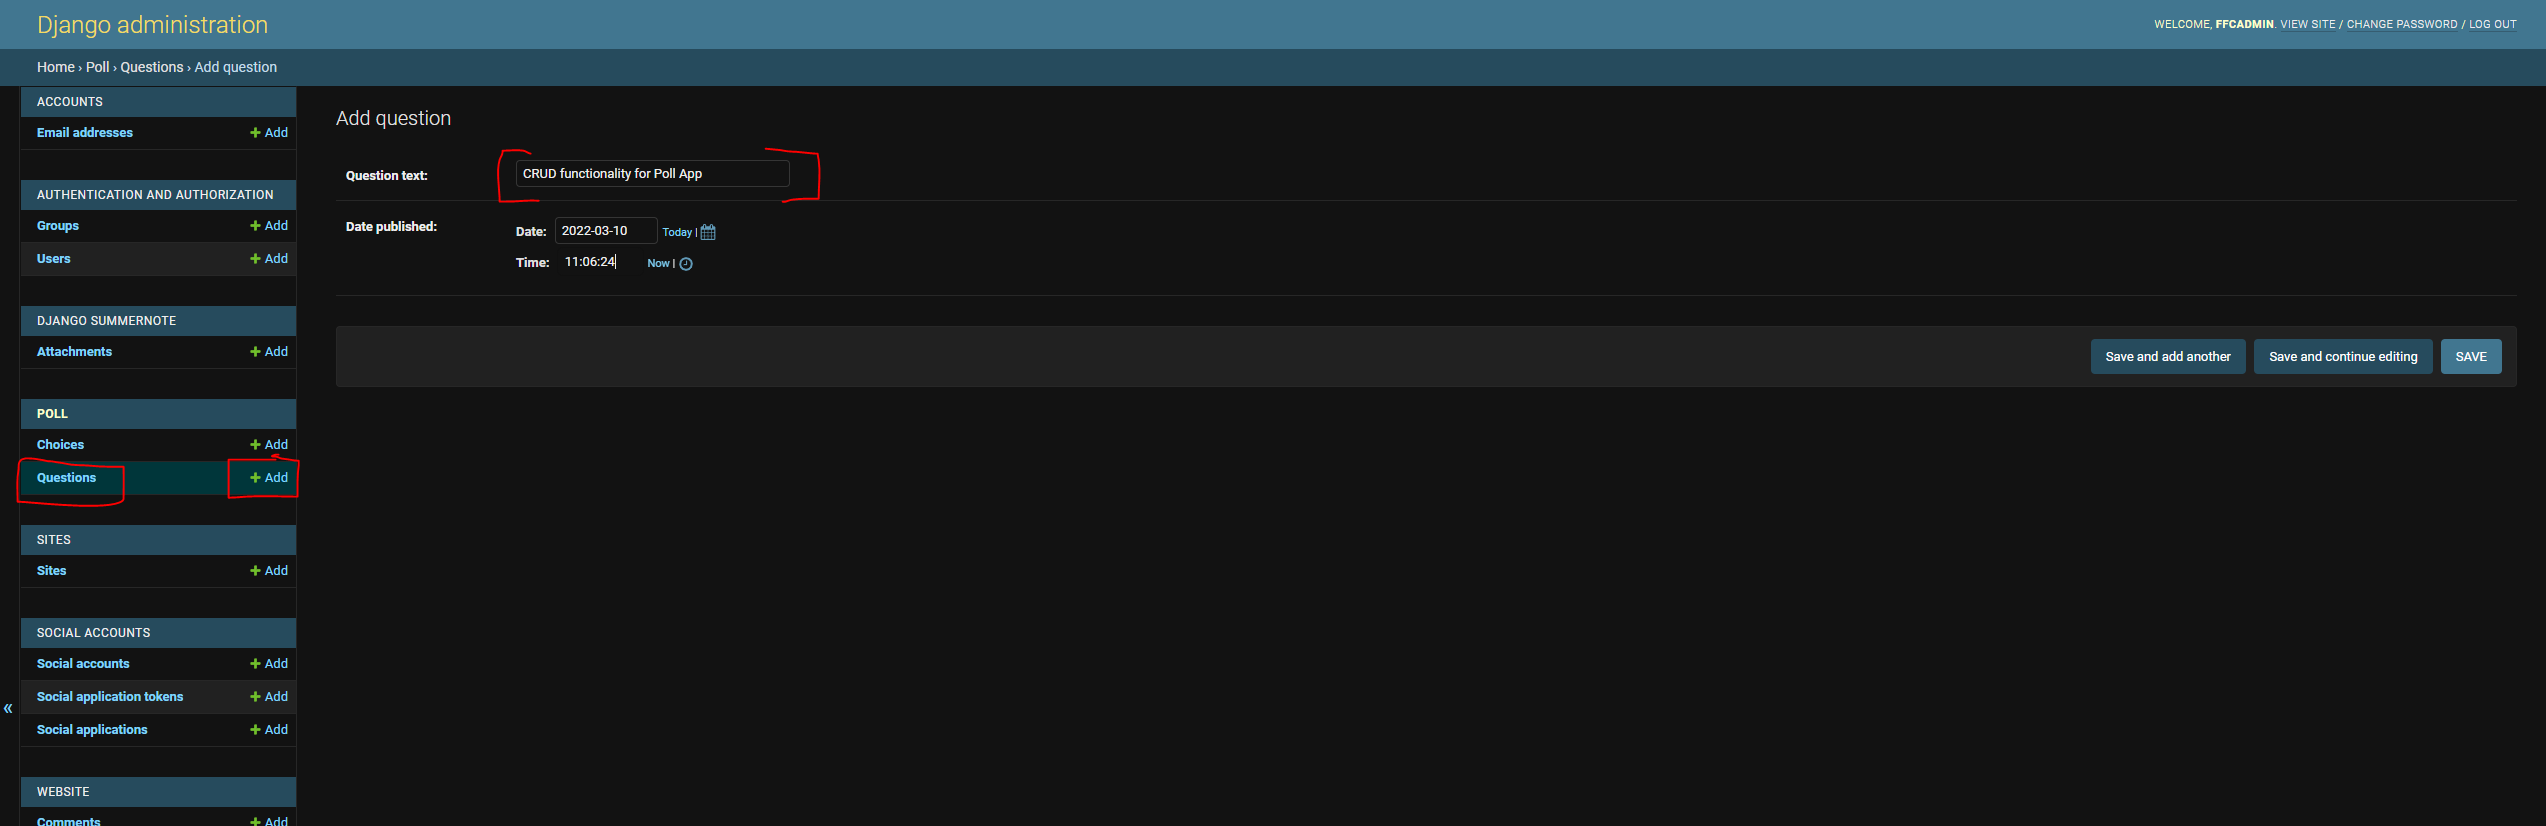 Django administration
WELCOME, FFCADMIN. VIEW SITE / CHANGE PASSWORD / LOG OUT
Home › Poll › Questions › Add question
ACCOUNTS
Email addresses + Add
AUTHENTICATION AND AUTHORIZATION
Groups + Add
Users + Add
DJANGO SUMMERNOTE
Attachments + Add
POLL
Choices + Add
Questions + Add
SITES
Sites + Add
SOCIAL ACCOUNTS
Social accounts + Add
Social application tokens + Add
Social applications + Add
«
WEBSITE
Comments + Add
Add question
Question text: CRUD functionality for Poll App
Date published:
Date: 2022-03-10 Today |
Time: 11:06:24 Now |
Save and add another Save and continue editing SAVE